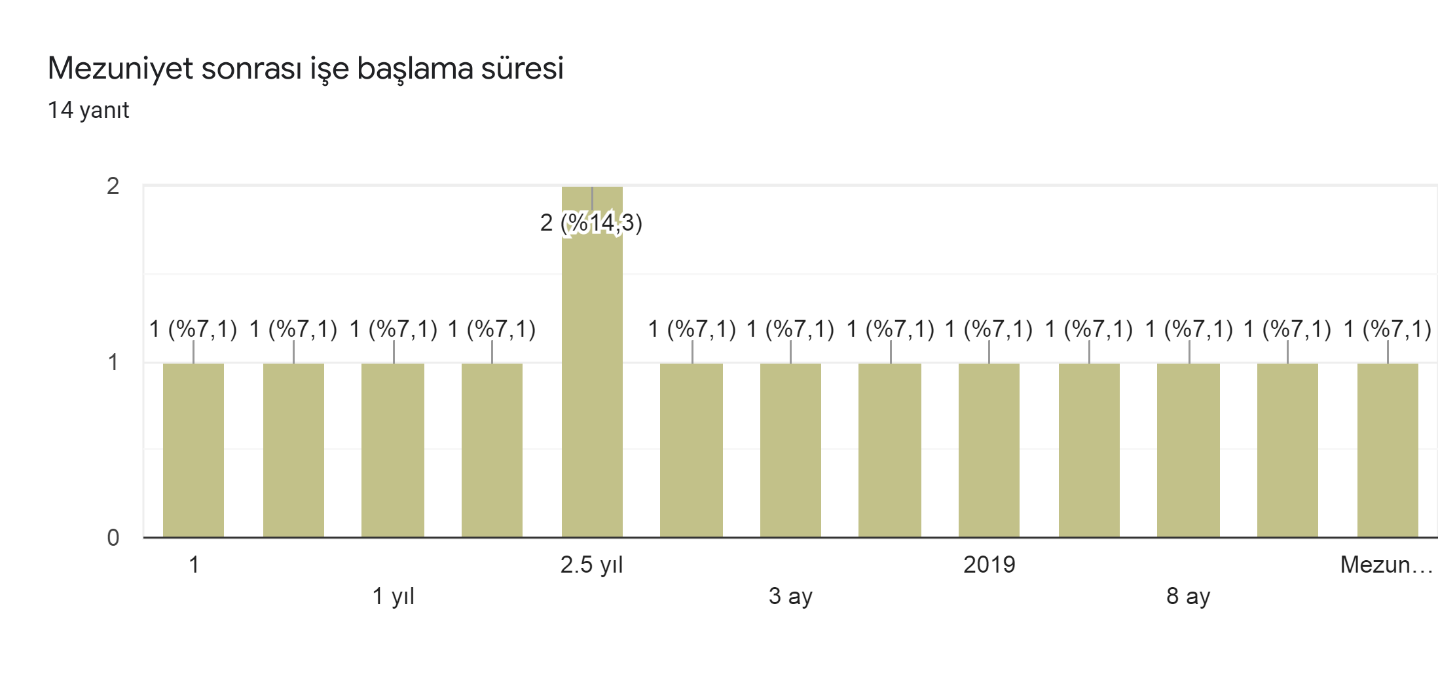 Mezuniyet sonrası işe başlama süresi
14 yanıt
2
2 (%14,3)
1 (%7,1) 1 (%7,1) 1 (%7,1) 1 (%7,1) 1 (%7,1) 1 (%7,1) 1 (%7,1) 1 (%7,1) 1 (%7,1) 1 (%7,1) 1 (%7,1) 1 (%7,1)
1
0
1 2.5 yıl 2019 Mezun…
1 yıl 3 ay 8 ay